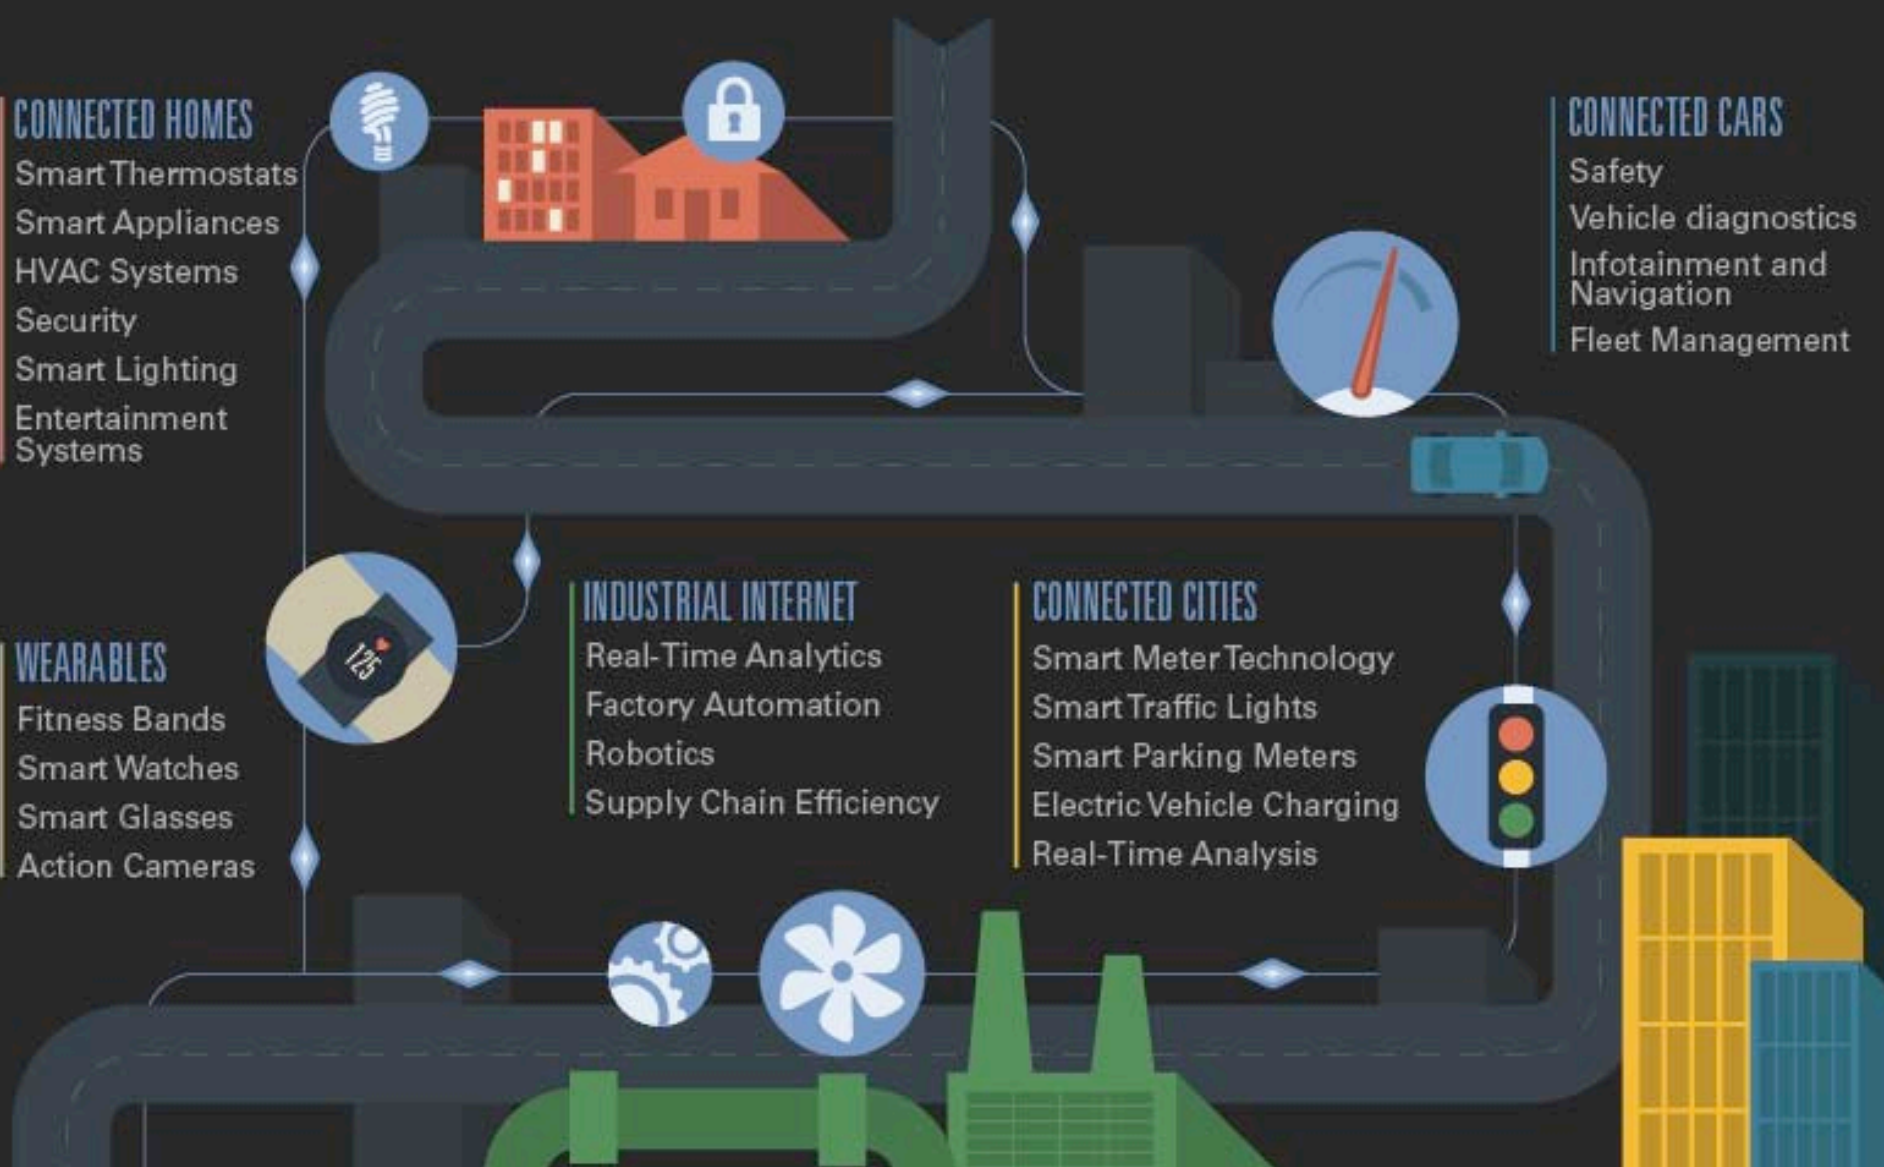 CONNECTED HOMES
Smart Thermostats
Smart Appliances
HVAC Systems
Security
Smart Lighting
Entertainment
Systems
CONNECTED CARS
Safety
Vehicle diagnostics
Infotainment and
Navigation
Fleet Management
WEARABLES
Fitness Bands
Smart Watches
Smart Glasses
Action Cameras
125
INDUSTRIAL INTERNET
Real-Time Analytics
Factory Automation
Robotics
Supply Chain Efficiency
CONNECTED CITIES
Smart Meter Technology
Smart Traffic Lights
Smart Parking Meters
Electric Vehicle Charging
Real-Time Analysis